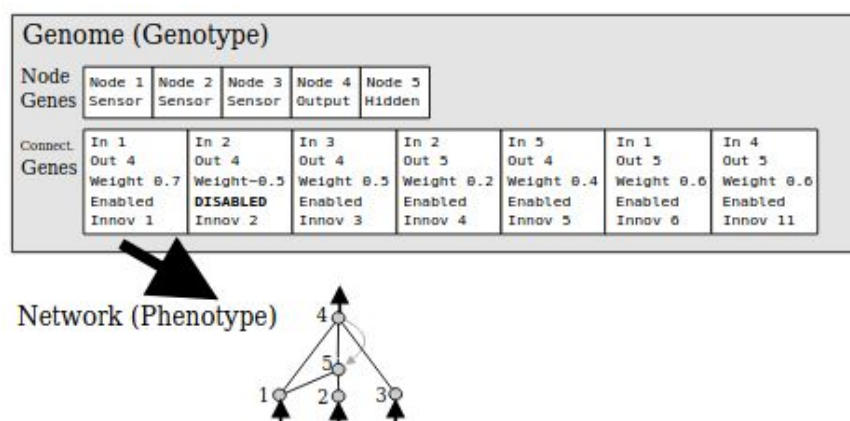 Genome (Genotype)
Node Genes
Node 1 Sensor
Node 2 Sensor
Node 3 Sensor
Node 4 Output
Node 5 Hidden
Connect. Genes
In 1
Out 4
Weight 0.7
Enabled
Innov 1
In 2
Out 4
Weight-0.5
DISABLED
Innov 2
In 3
Out 4
Weight 0.5
Enabled
Innov 3
In 2
Out 5
Weight 0.2
Enabled
Innov 4
In 5
Out 4
Weight 0.4
Enabled
Innov 5
In 1
Out 5
Weight 0.6
Enabled
Innov 6
In 4
Out 5
Weight 0.6
Enabled
Innov 11
Network (Phenotype)
4
5
1
2
3